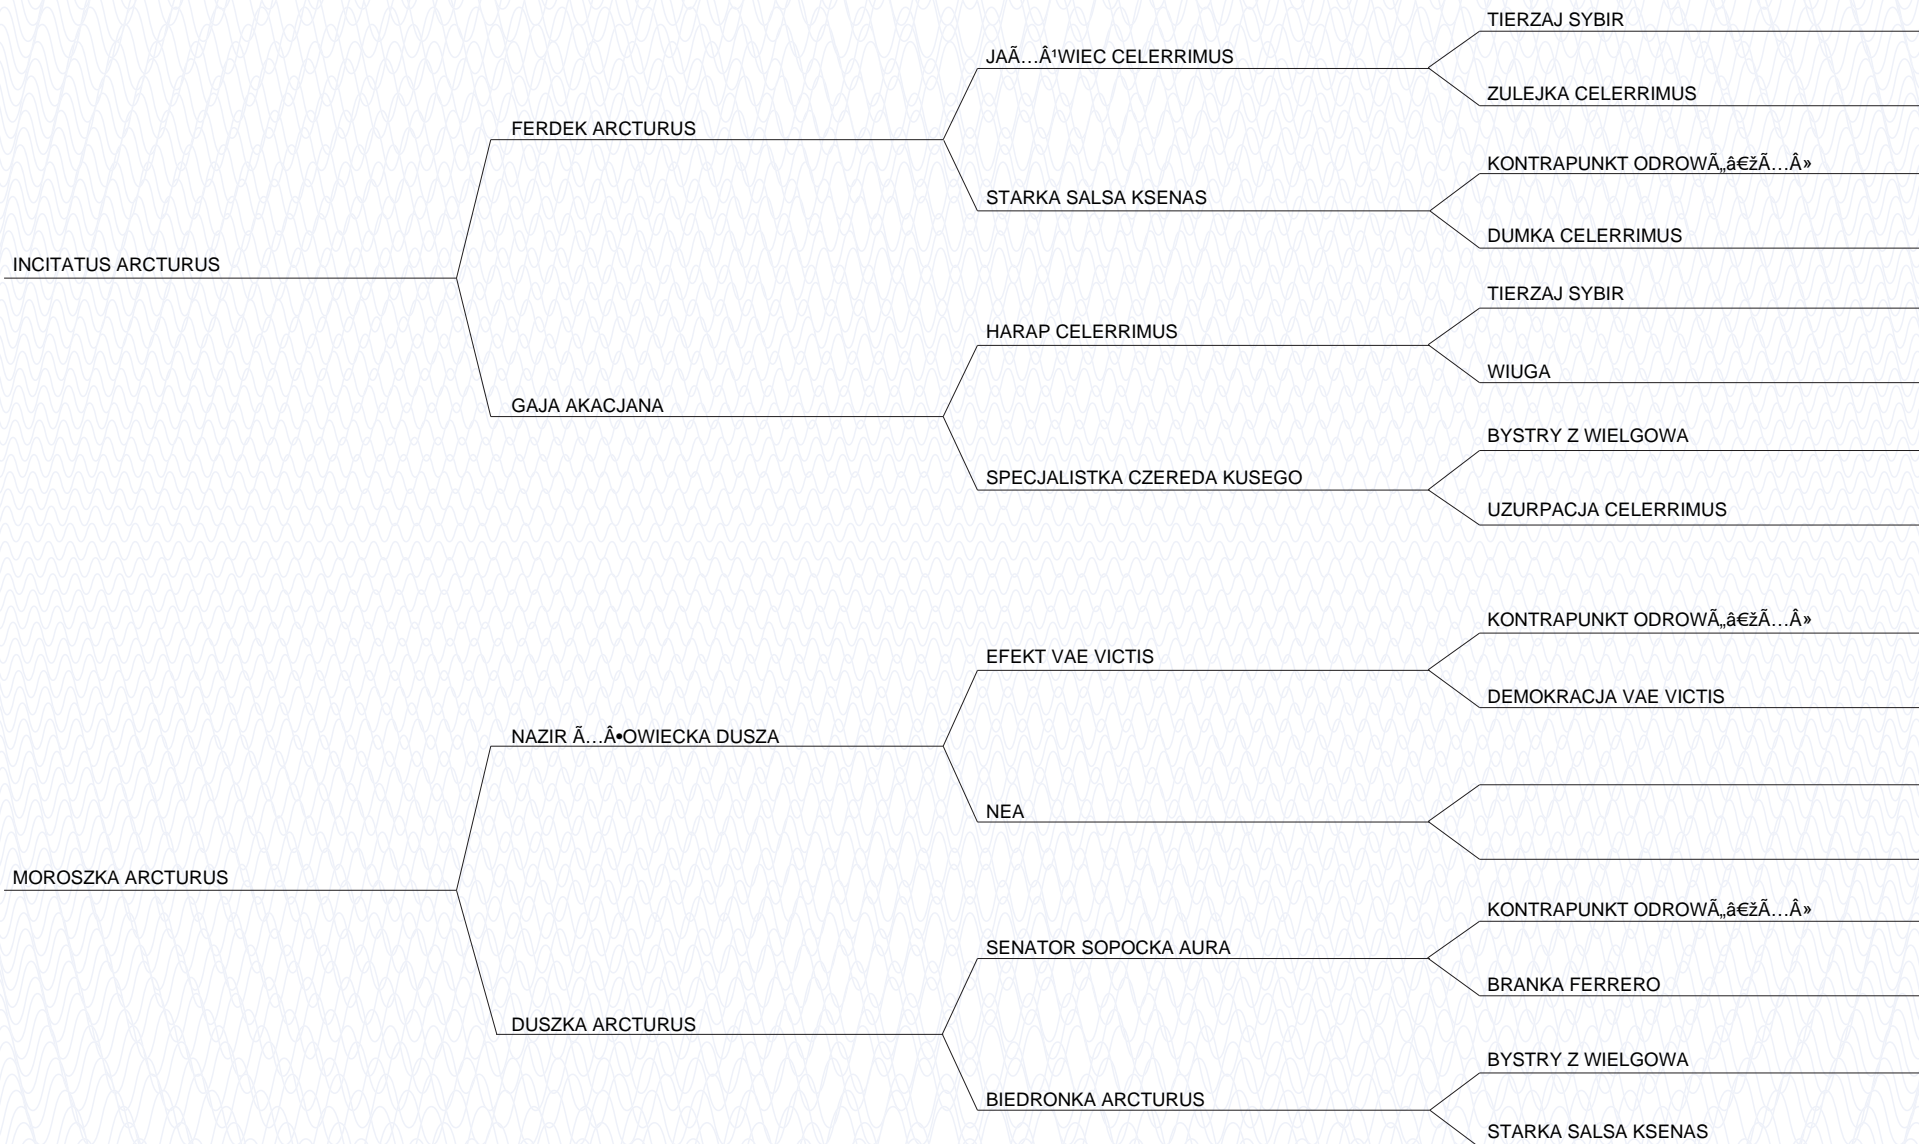 TIERZAJ SYBIR
JAÃ…Â¹WIEC CELERRIMUS
ZULEJKA CELERRIMUS
FERDEK ARCTURUS
KONTRAPUNKT ODROWÃ„â€žÃ…Â»
STARKA SALSA KSENAS
DUMKA CELERRIMUS
INCITATUS ARCTURUS
TIERZAJ SYBIR
HARAP CELERRIMUS
WIUGA
GAJA AKACJANA
BYSTRY Z WIELGOWA
SPECJALISTKA CZEREDA KUSEGO
UZURPACJA CELERRIMUS
KONTRAPUNKT ODROWÃ„â€žÃ…Â»
EFEKT VAE VICTIS
DEMOKRACJA VAE VICTIS
NAZIR Ã…Â•OWIECKA DUSZA
NEA
MOROSZKA ARCTURUS
KONTRAPUNKT ODROWÃ„â€žÃ…Â»
SENATOR SOPOCKA AURA
BRANKA FERRERO
DUSZKA ARCTURUS
BYSTRY Z WIELGOWA
BIEDRONKA ARCTURUS
STARKA SALSA KSENAS